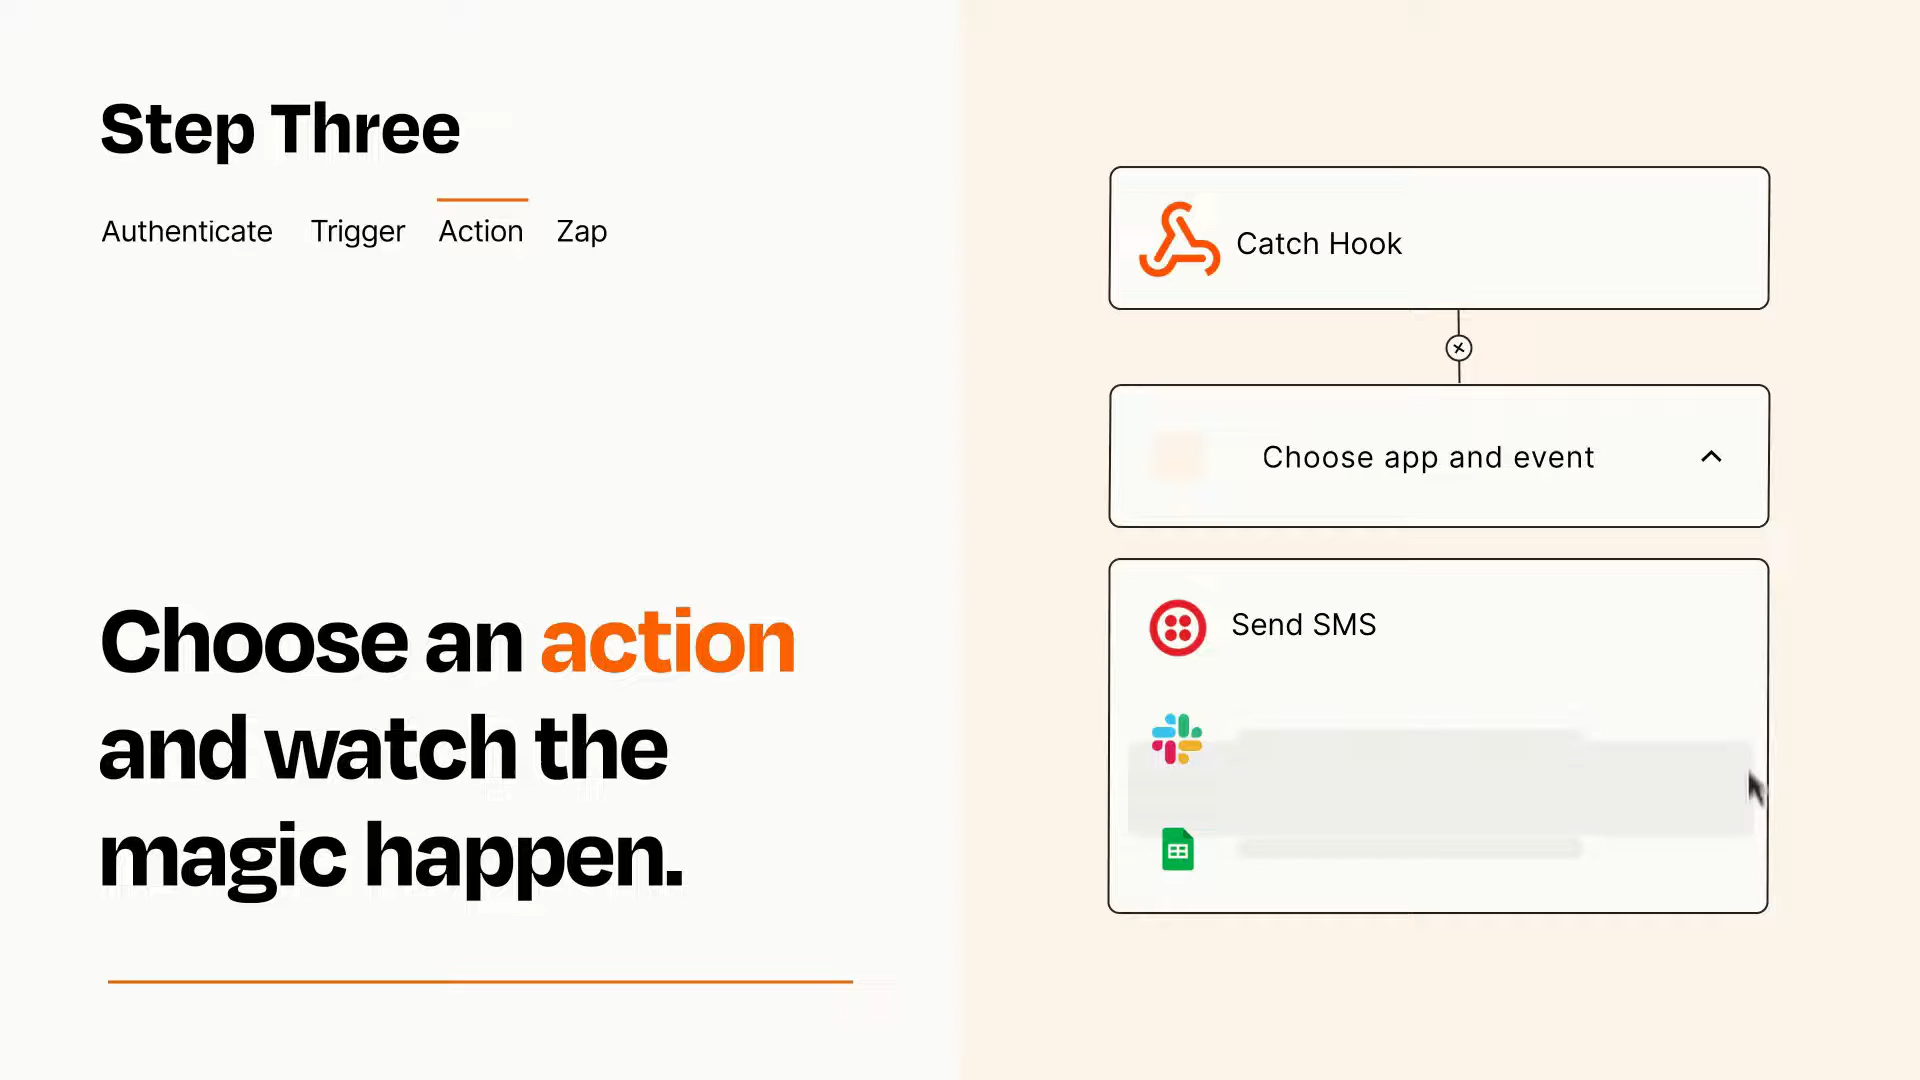 Step Three
Authenticate Trigger Action Zap
Choose an action
and watch the
magic happen.
Catch Hook
Choose app and event
Send SMS